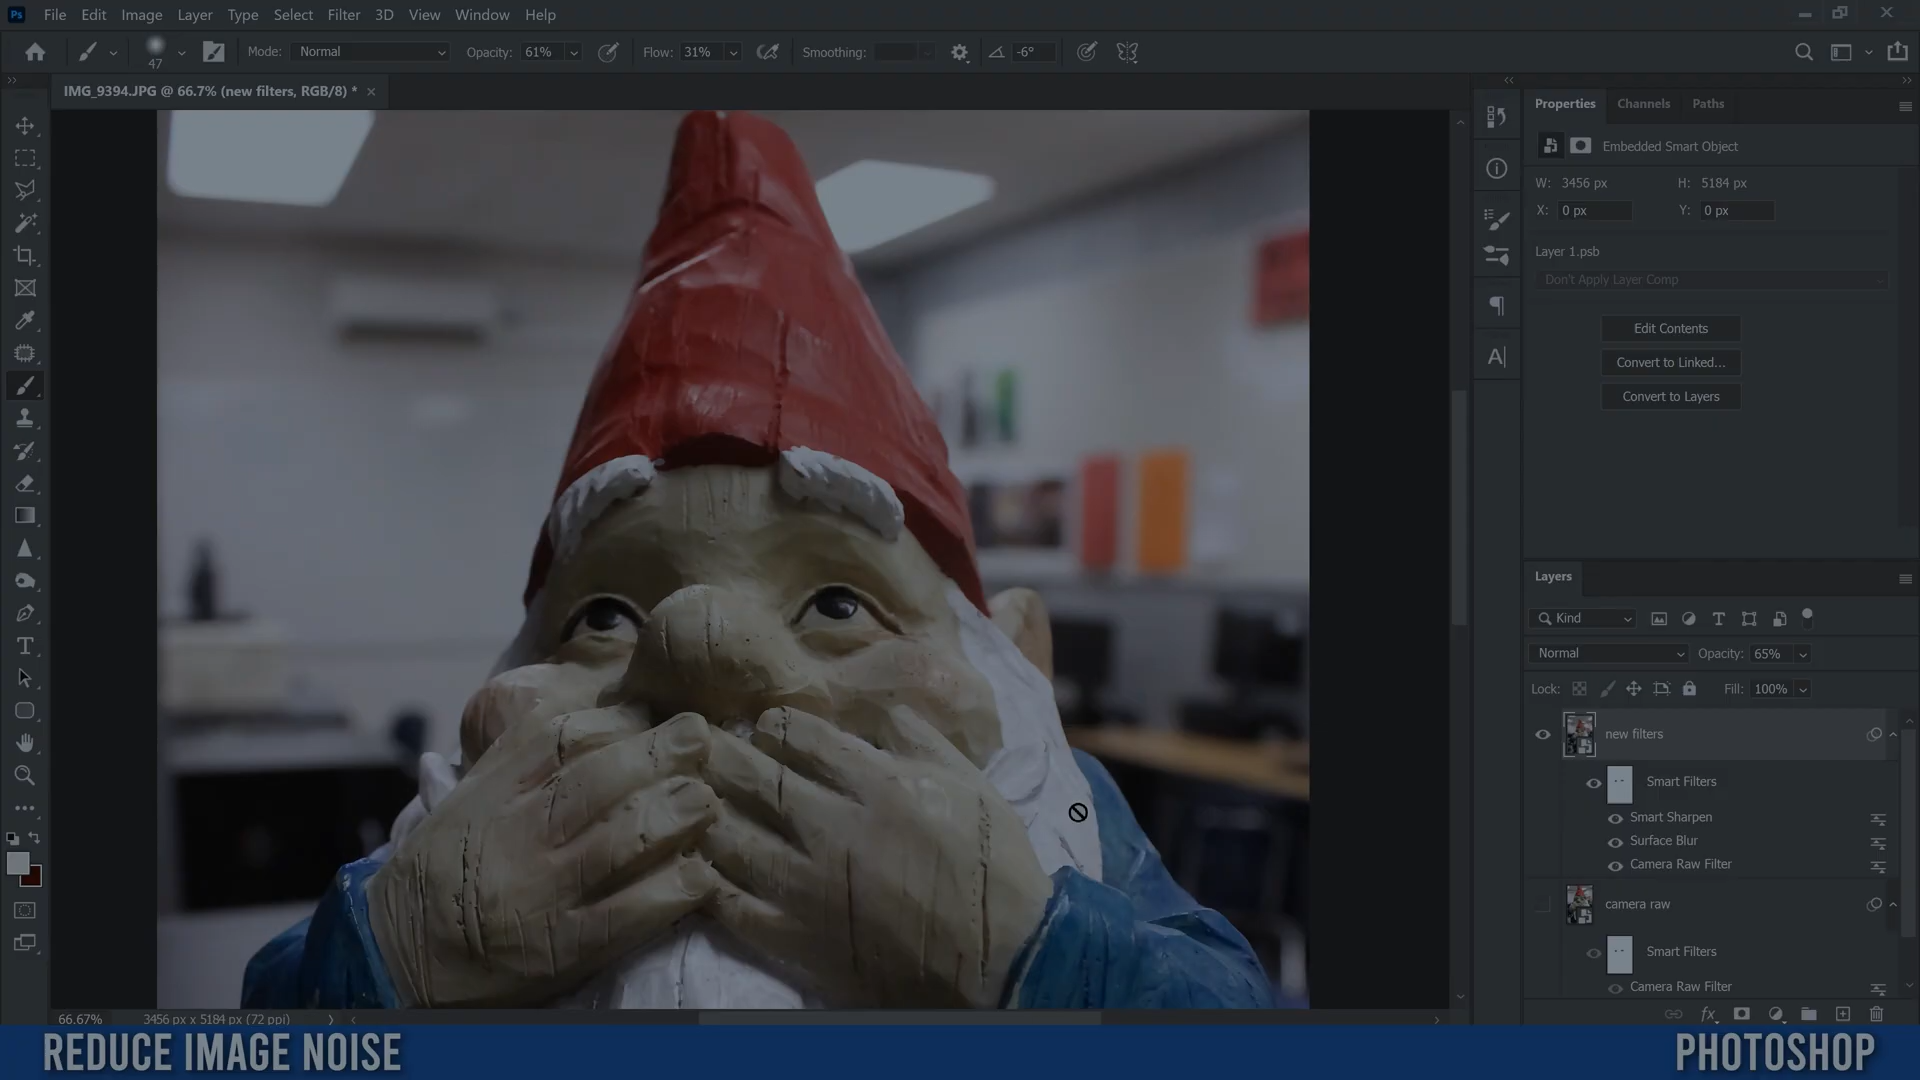 Ps File Edit Image Layer Type Select Filter 3D View Window Help
47 Mode: Normal Opacity: 61% Flow: 31% Smoothing: -6°
IMG_9394.JPG @ 66.7% (new filters, RGB/8) *
Properties Channels Paths
Embedded Smart Object
W: 3456 px H: 5184 px
X: 0 px Y: 0 px
Layer 1.psb
Don't Apply Layer Comp
Edit Contents
Convert to Linked...
Convert to Layers
Layers
Kind
Normal Opacity: 65%
Lock: Fill: 100%
new filters
Smart Filters
Smart Sharpen
Surface Blur
Camera Raw Filter
camera raw
Smart Filters
Camera Raw Filter
66.67% 3456 px x 5184 px (72 ppi)
REDUCE IMAGE NOISE
PHOTOSHOP